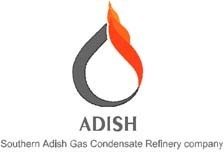 ADISH
Southern Adish Gas Condensate Refinery company